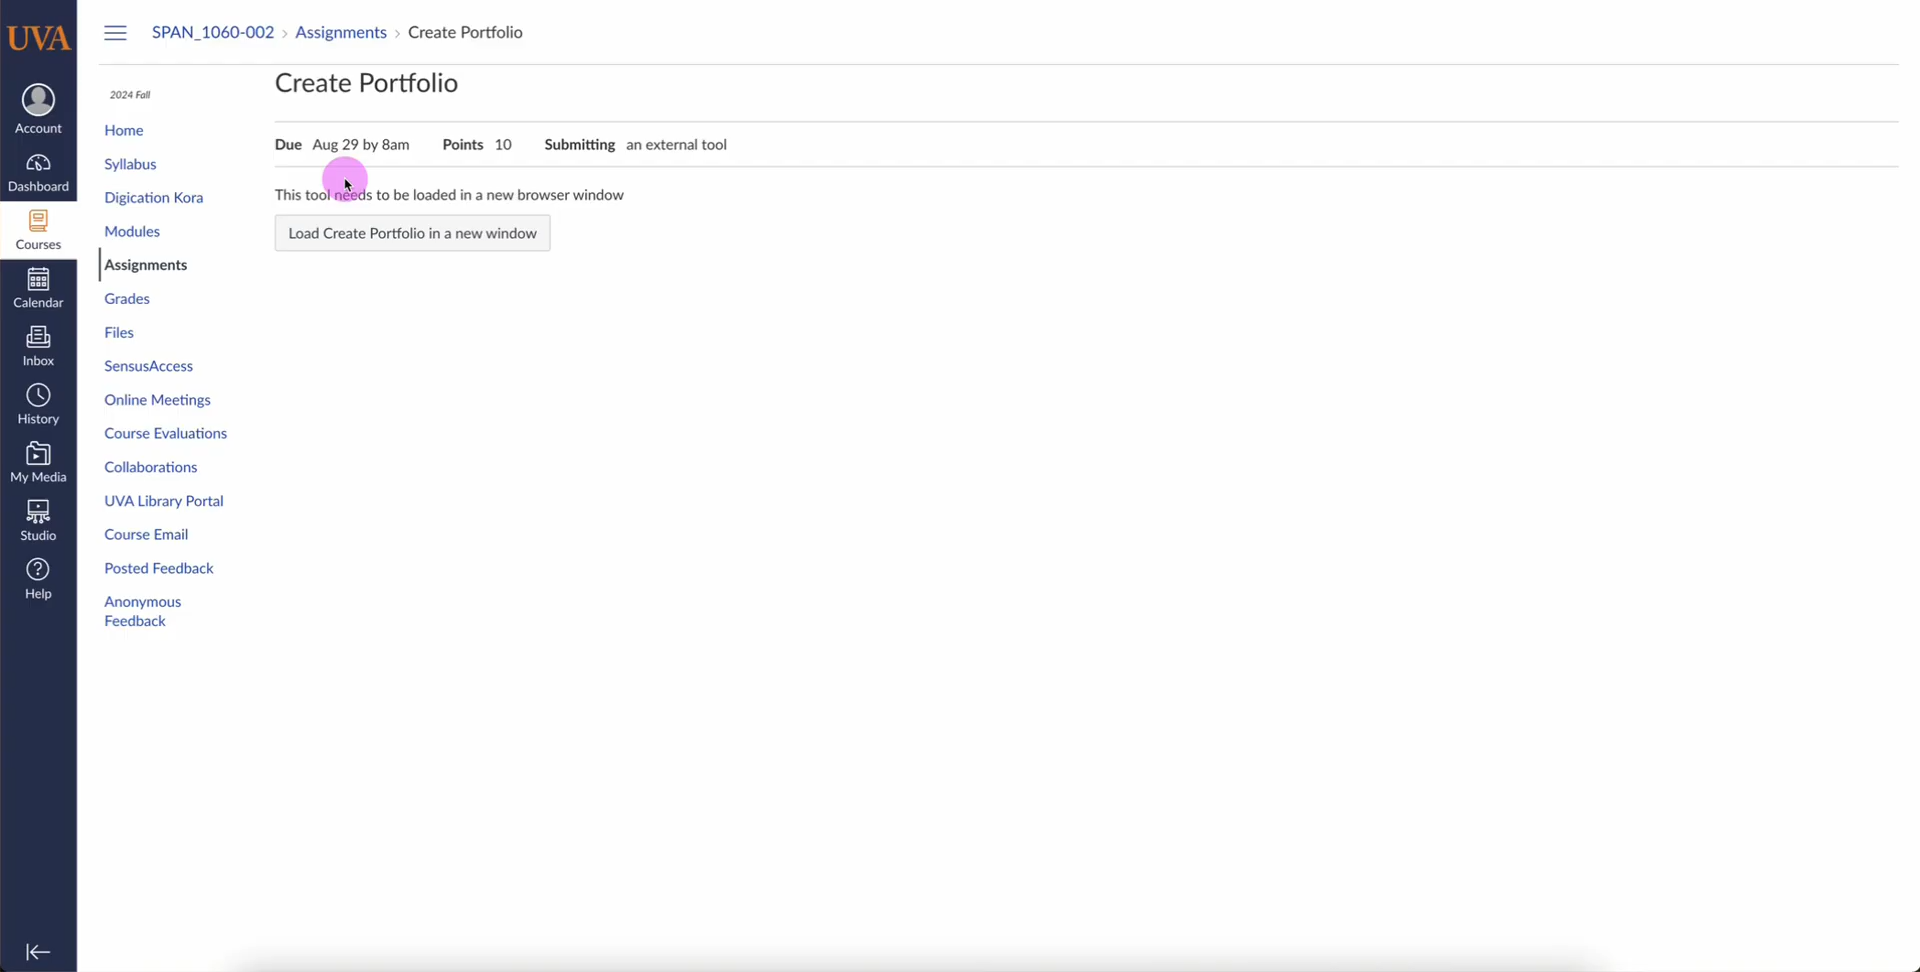 UVA
Account
Dashboard
Courses
Calendar
Inbox
History
My Media
Studio
Help
SPAN_1060-002 › Assignments › Create Portfolio
2024 Fall
Home
Syllabus
Digication Kora
Modules
Assignments
Grades
Files
SensusAccess
Online Meetings
Course Evaluations
Collaborations
UVA Library Portal
Course Email
Posted Feedback
Anonymous
Feedback
Create Portfolio
Due Aug 29 by 8am Points 10 Submitting an external tool
This tool needs to be loaded in a new browser window
Load Create Portfolio in a new window